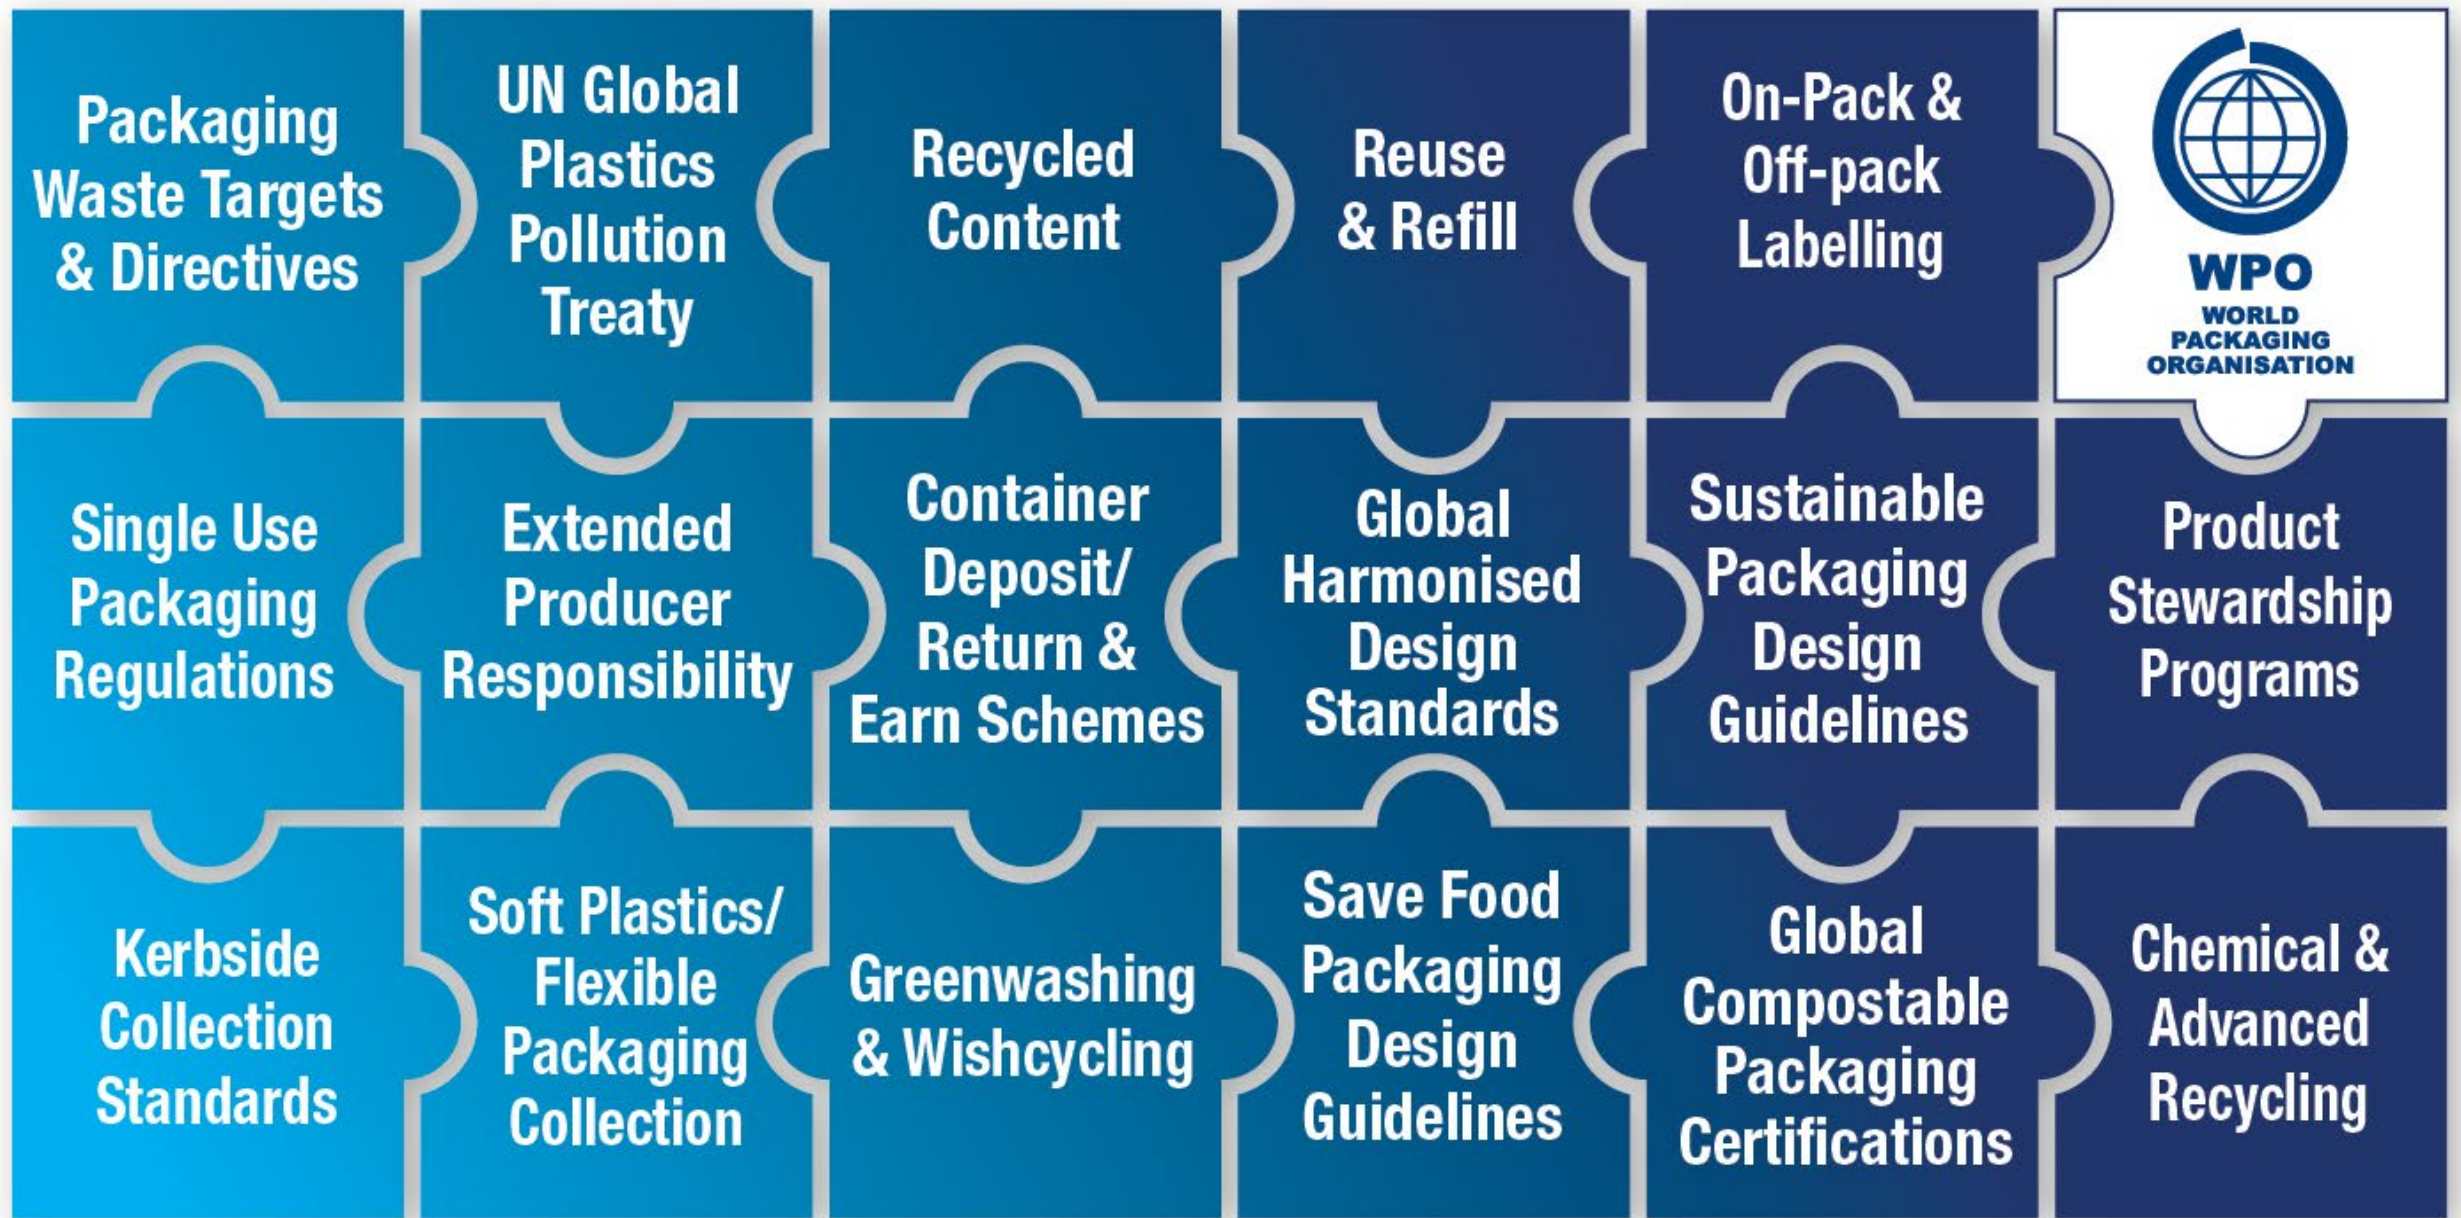 Packaging
Waste Targets
& Directives
UN Global
Plastics
Pollution
Treaty
Recycled
Content
Reuse
& Refill
On-Pack &
Off-pack
Labelling
WPO
WORLD
PACKAGING
ORGANISATION
Single Use
Packaging
Regulations
Extended
Producer
Responsibility
Container
Deposit/
Return &
Earn Schemes
Global
Harmonised
Design
Standards
Sustainable
Packaging
Design
Guidelines
Product
Stewardship
Programs
Kerbside
Collection
Standards
Soft Plastics/
Flexible
Packaging
Collection
Greenwashing
& Wishcycling
Save Food
Packaging
Design
Guidelines
Global
Compostable
Packaging
Certifications
Chemical &
Advanced
Recycling